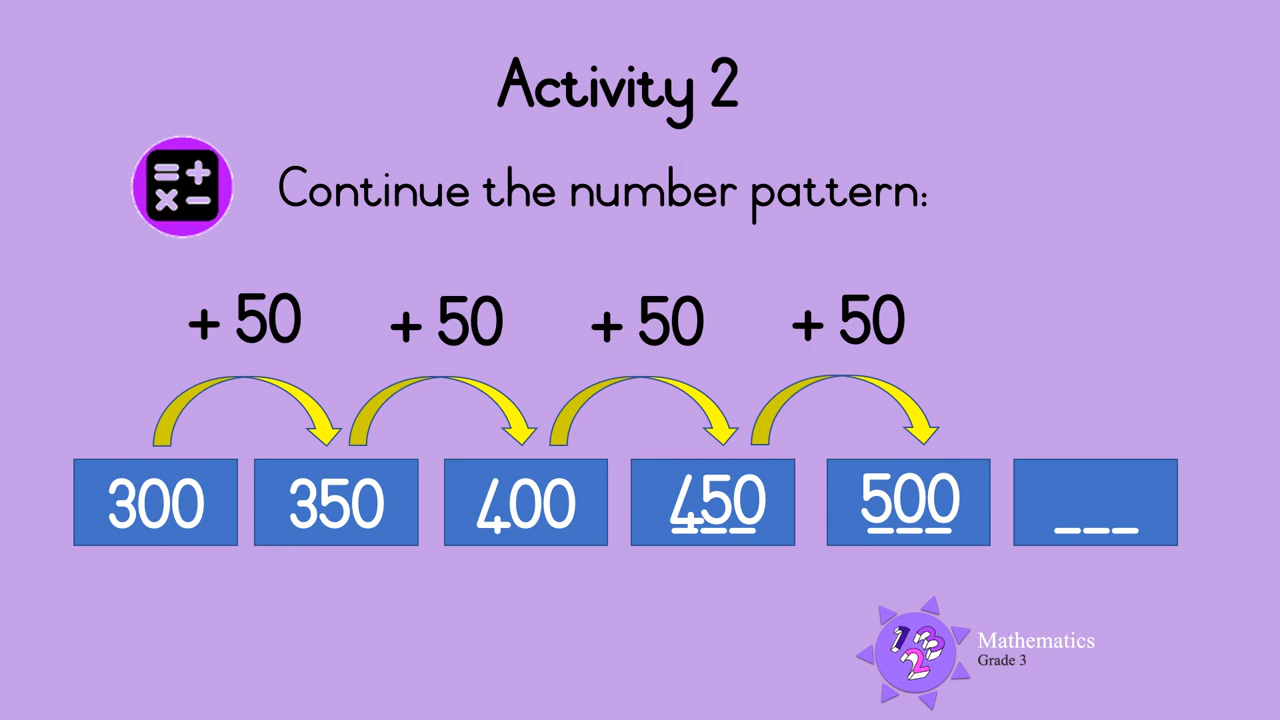 Activity 2
= + × −
Continue the number pattern:
+ 50 + 50 + 50 + 50
300 350 400 450 500 ___
123
Mathematics
Grade 3